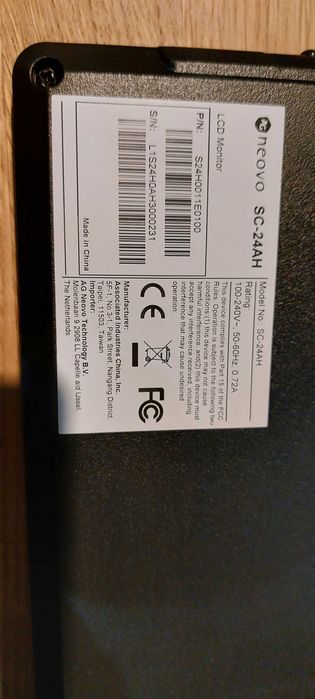 neovo SC-24AH
LCD Monitor
P/N: S24H0011E0100
S/N: L1S24H0AH3000231
Made in China
Model No.: SC-24AH
Rating
100-240V~, 50-60Hz, 0.72A
This device complies with Part 15 of the FCC
Rules. Operation is subject to the following two
conditions:(1) this device may not cause
harmful interference, and(2) this device must
accept any interference received, including
interference that may cause undesired
operation.
CE FC
Manufacturer:
Associated Industries China, Inc.
5F-1, No.3-1, Park Street, Nangang District,
Taipei, 11503, Taiwan
Importer:
AG Neovo Technology B.V.
Molenbaan 9 2908 LL Capelle a/d IJssel
The Netherlands